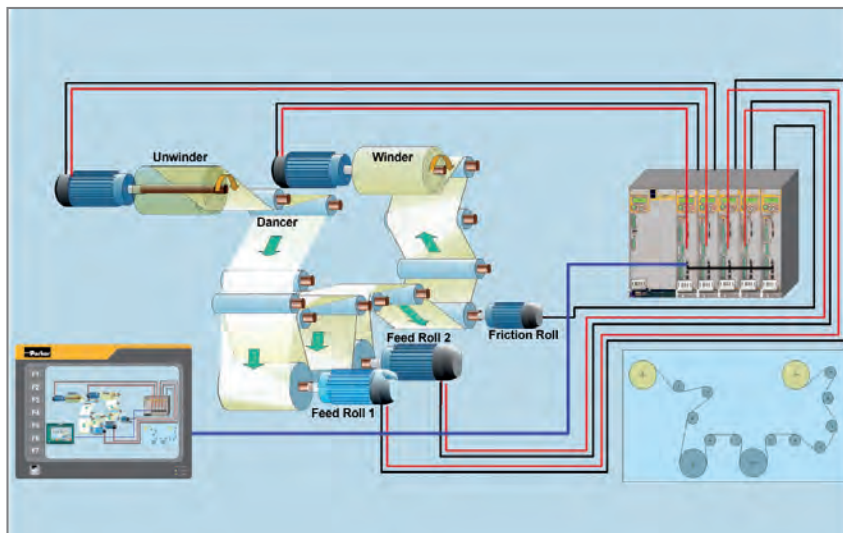 Unwinder
Winder
Dancer
Feed Roll 2
Friction Roll
Feed Roll 1
Parker
F1
F2
F3
F4
F5
F6
F7